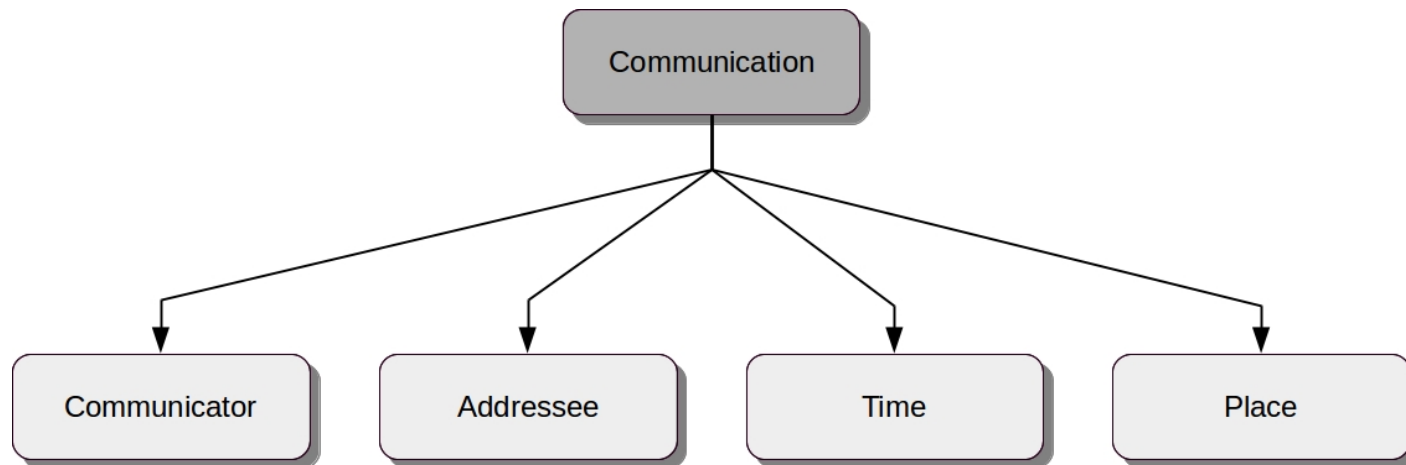 Communication
Communicator
Addressee
Time
Place